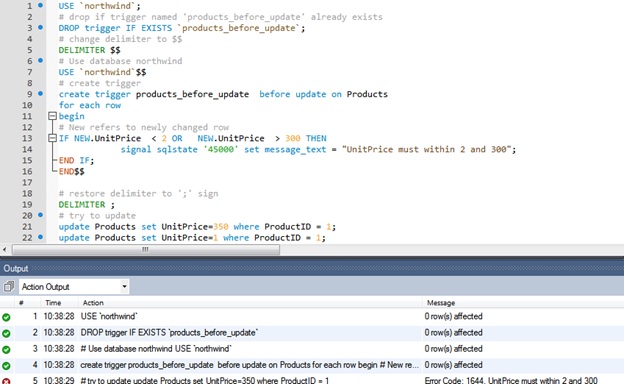 1 USE `northwind`;
2 # drop if trigger named 'products_before_update' already exists
3 DROP trigger IF EXISTS `products_before_update`;
4 # change delimiter to $$
5 DELIMITER $$
6 # Use database northwind
7 USE `northwind`$$
8 # create trigger
9 create trigger products_before_update before update on Products
10 for each row
11 begin
12 # New refers to newly changed row
13 IF NEW.UnitPrice < 2 OR NEW.UnitPrice > 300 THEN
14 signal sqlstate '45000' set message_text = "UnitPrice must within 2 and 300";
15 END IF;
16 END$$
17
18 # restore delimiter to ';' sign
19 DELIMITER ;
20 # try to update
21 update Products set UnitPrice=350 where ProductID = 1;
22 update Products set UnitPrice=1 where ProductID = 1;
Output
Action Output
# Time Action Message
1 10:38:28 USE `northwind` 0 row(s) affected
2 10:38:28 DROP trigger IF EXISTS `products_before_update` 0 row(s) affected
3 10:38:28 # Use database northwind USE `northwind` 0 row(s) affected
4 10:38:28 create trigger products_before_update before update on Products for each row begin # New re... 0 row(s) affected
5 10:38:29 # try to update update Products set UnitPrice=350 where ProductID = 1 Error Code: 1644. UnitPrice must within 2 and 300